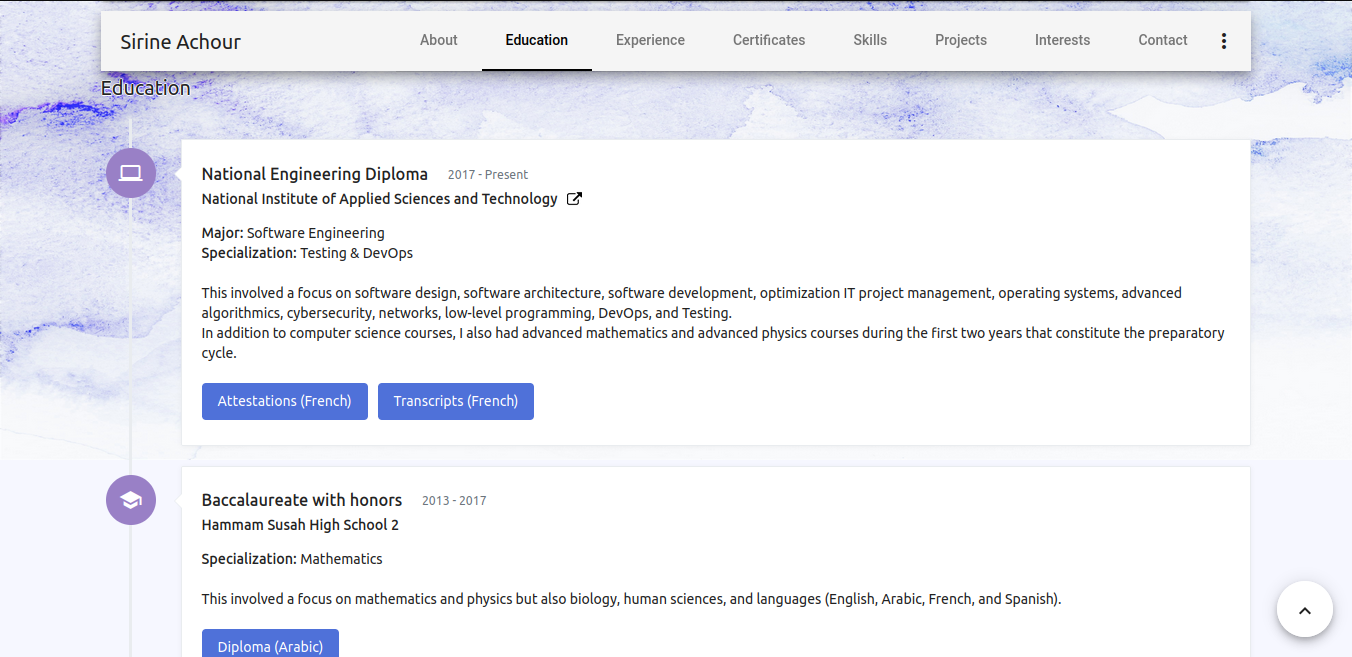 Sirine Achour
About
Education
Experience
Certificates
Skills
Projects
Interests
Contact
Education
National Engineering Diploma 2017 - Present
National Institute of Applied Sciences and Technology
Major: Software Engineering
Specialization: Testing & DevOps
This involved a focus on software design, software architecture, software development, optimization IT project management, operating systems, advanced
algorithmics, cybersecurity, networks, low-level programming, DevOps, and Testing.
In addition to computer science courses, I also had advanced mathematics and advanced physics courses during the first two years that constitute the preparatory
cycle.
Attestations (French)
Transcripts (French)
Baccalaureate with honors 2013 - 2017
Hammam Susah High School 2
Specialization: Mathematics
This involved a focus on mathematics and physics but also biology, human sciences, and languages (English, Arabic, French, and Spanish).
Diploma (Arabic)